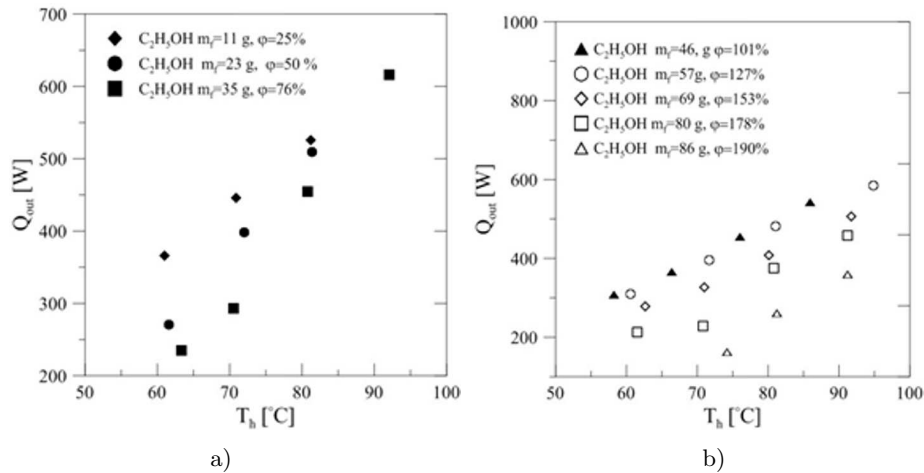 a)
C₂H₅OH m_f=11 g, φ=25%
C₂H₅OH m_f=23 g, φ=50 %
C₂H₅OH m_f=35 g, φ=76%
Q_out [W]
700
600
500
400
300
200
50 60 70 80 90 100
T_h [°C]
a)
b)
C₂H₅OH m_f=46, g φ=101%
C₂H₅OH m_f=57g, φ=127%
C₂H₅OH m_f=69 g, φ=153%
C₂H₅OH m_f=80 g, φ=178%
C₂H₅OH m_f=86 g, φ=190%
Q_out [W]
1000
800
600
400
200
50 60 70 80 90 100
T_h [°C]
b)